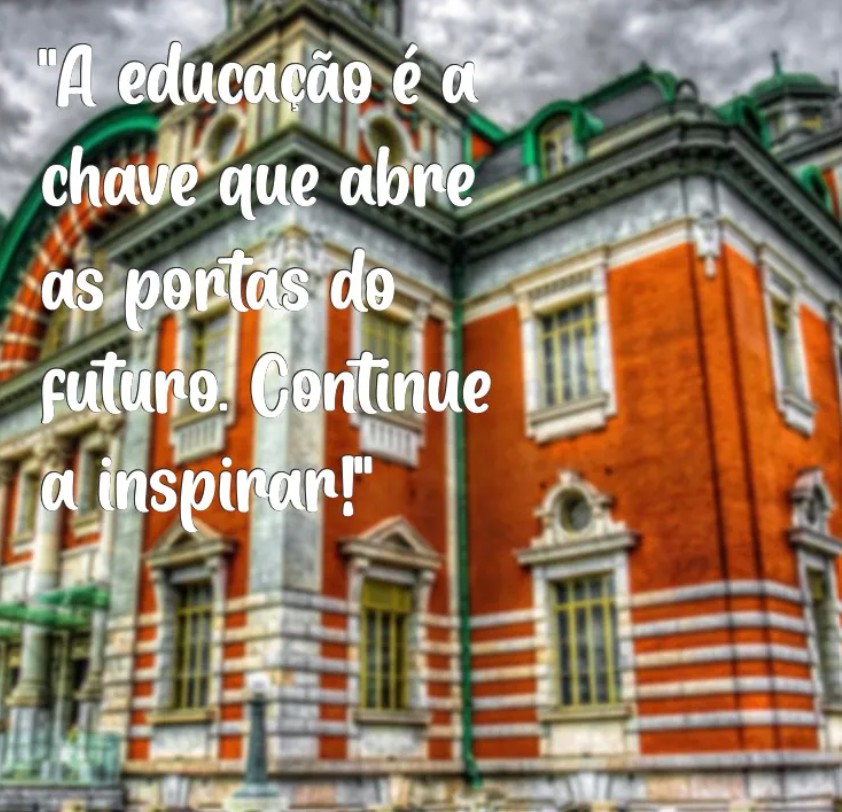 "A educação é a
chave que abre
as portas do
futuro. Continue
a inspirar!"